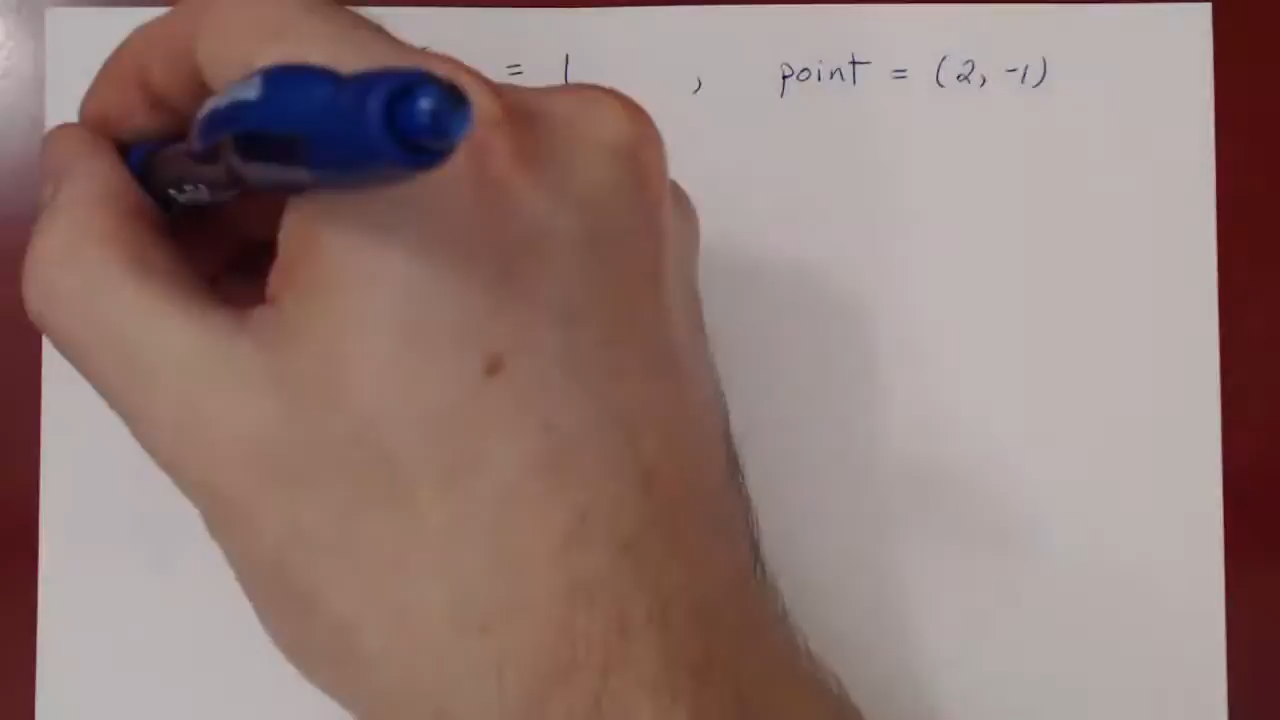 = 1 , point = (2, -1)